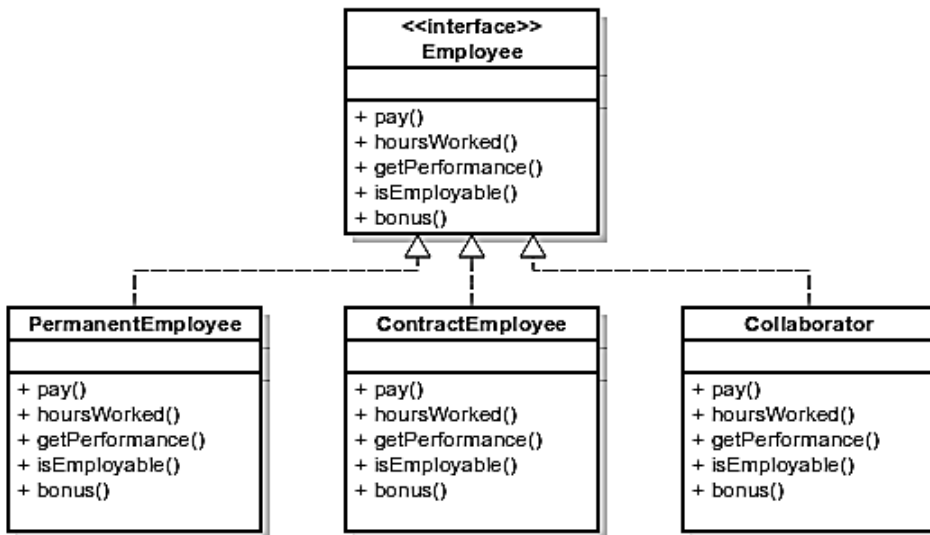 <<interface>>
Employee
+ pay()
+ hoursWorked()
+ getPerformance()
+ isEmployable()
+ bonus()
PermanentEmployee
+ pay()
+ hoursWorked()
+ getPerformance()
+ isEmployable()
+ bonus()
ContractEmployee
+ pay()
+ hoursWorked()
+ getPerformance()
+ isEmployable()
+ bonus()
Collaborator
+ pay()
+ hoursWorked()
+ getPerformance()
+ isEmployable()
+ bonus()